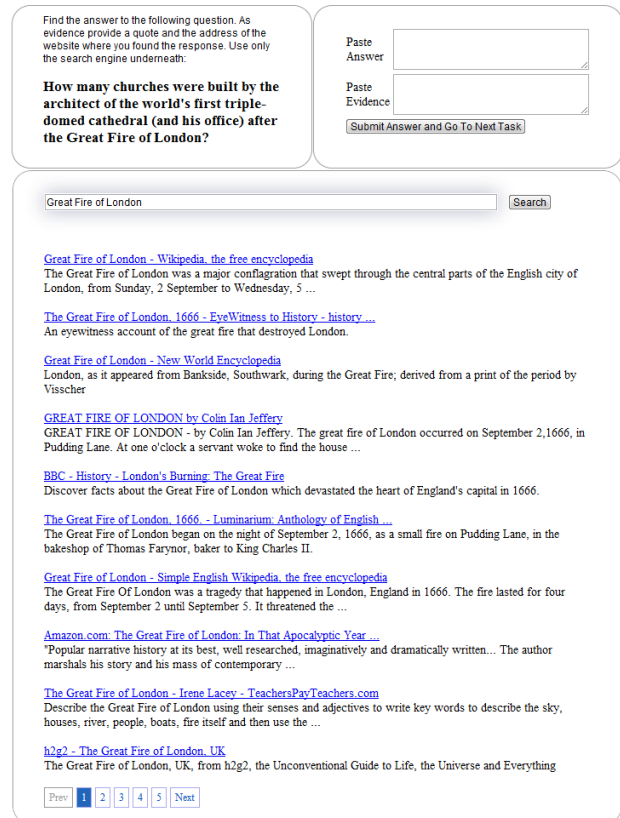 Find the answer to the following question. As
evidence provide a quote and the address of the
website where you found the response. Use only
the search engine underneath:
How many churches were built by the
architect of the world's first triple-
domed cathedral (and his office) after
the Great Fire of London?
Paste
Answer
Paste
Evidence
Submit Answer and Go To Next Task
Great Fire of London
Search
Great Fire of London - Wikipedia, the free encyclopedia
The Great Fire of London was a major conflagration that swept through the central parts of the English city of
London, from Sunday, 2 September to Wednesday, 5 ...
The Great Fire of London, 1666 - EyeWitness to History - history ...
An eyewitness account of the great fire that destroyed London.
Great Fire of London - New World Encyclopedia
London, as it appeared from Bankside, Southwark, during the Great Fire; derived from a print of the period by
Visscher
GREAT FIRE OF LONDON by Colin Ian Jeffery
GREAT FIRE OF LONDON - by Colin Ian Jeffery. The great fire of London occurred on September 2,1666, in
Pudding Lane. At one o'clock a servant woke to find the house ...
BBC - History - London's Burning: The Great Fire
Discover facts about the Great Fire of London which devastated the heart of England's capital in 1666.
The Great Fire of London, 1666. - Luminarium: Anthology of English ...
The Great Fire of London began on the night of September 2, 1666, as a small fire on Pudding Lane, in the
bakeshop of Thomas Farynor, baker to King Charles II.
Great Fire of London - Simple English Wikipedia, the free encyclopedia
The Great Fire Of London was a tragedy that happened in London, England in 1666. The fire lasted for four
days, from September 2 until September 5. It threatened the ...
Amazon.com: The Great Fire of London: In That Apocalyptic Year ...
"Popular narrative history at its best, well researched, imaginatively and dramatically written... The author
marshals his story and his mass of contemporary ...
The Great Fire of London - Irene Lacey - TeachersPayTeachers.com
Describe the Great Fire of London using their senses and adjectives to write key words to describe the sky,
houses, river, people, boats, fire itself and then use the ...
h2g2 - The Great Fire of London, UK
The Great Fire of London, UK, from h2g2, the Unconventional Guide to Life, the Universe and Everything
Prev 1 2 3 4 5 Next